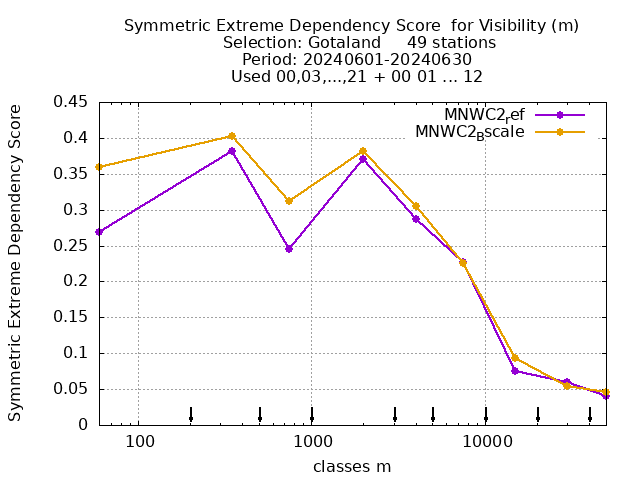 Symmetric Extreme Dependency Score  for Visibility (m)
Selection: Gotaland     49 stations
Period: 20240601-20240630
Used 00,03,...,21 + 00 01 ... 12
MNWC2_ref
MNWC2_Bscale
Symmetric Extreme Dependency Score
0.45
0.4
0.35
0.3
0.25
0.2
0.15
0.1
0.05
0
100 1000 10000
classes m